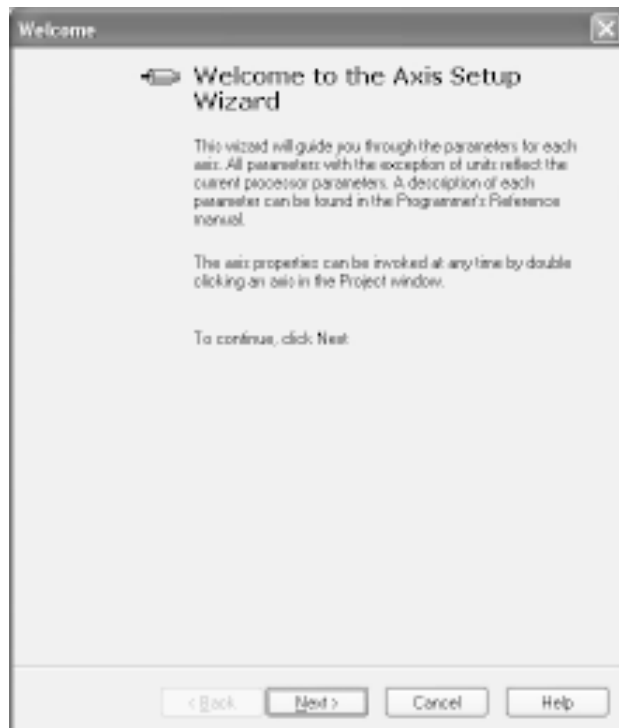 Welcome
Welcome to the Axis Setup
Wizard
This wizard will guide you through the parameters for each
axis. All parameters with the exception of units reflect the
current processor parameters. A description of each
parameter can be found in the Programmer's Reference
manual.
The axis properties can be invoked at any time by double
clicking an axis in the Project window.
To continue, click Next
< Back
Next >
Cancel
Help